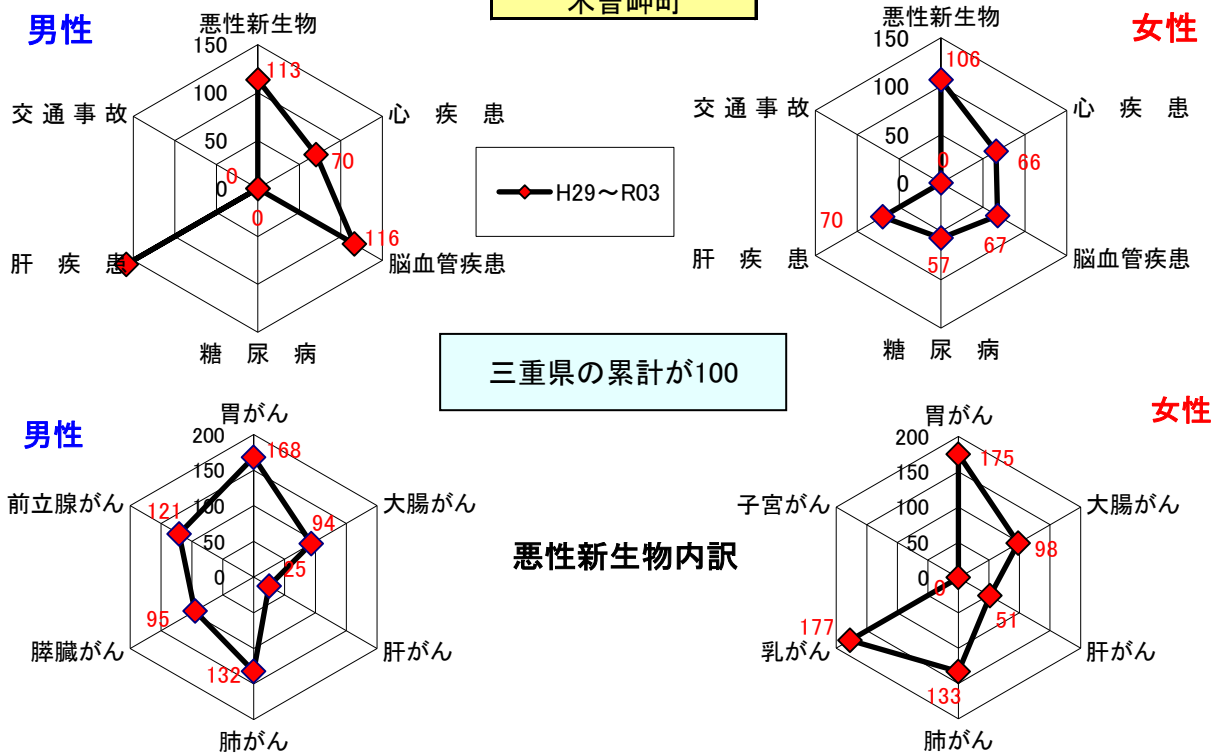 木曽岬町
男性
悪性新生物
150
100
50
0
113
心 疾 患
70
脳血管疾患
116
糖 尿 病
0
肝 疾 患
交 通 事 故
0
H29～R03
女性
悪性新生物
150
100
50
0
106
心 疾 患
66
脳血管疾患
67
糖 尿 病
57
肝 疾 患
70
交 通 事 故
0
三重県の累計が100
男性
胃がん
200
150
100
50
0
168
大腸がん
94
肝がん
25
肺がん
132
膵臓がん
95
前立腺がん
121
悪性新生物内訳
女性
胃がん
200
150
100
50
0
175
大腸がん
98
肝がん
51
肺がん
133
乳がん
177
子宮がん
0